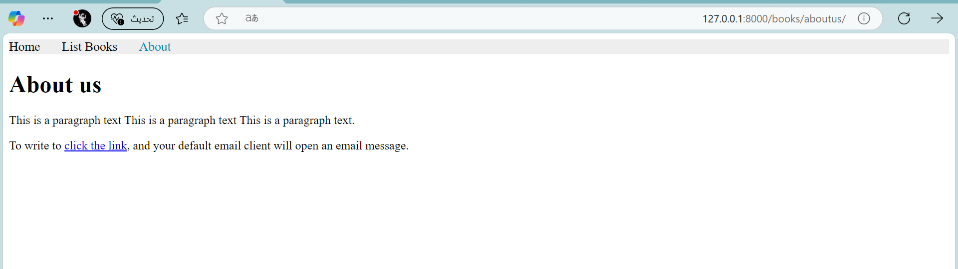 تحديث
127.0.0.1:8000/books/aboutus/
Home List Books About
About us
This is a paragraph text This is a paragraph text This is a paragraph text.
To write to click the link, and your default email client will open an email message.